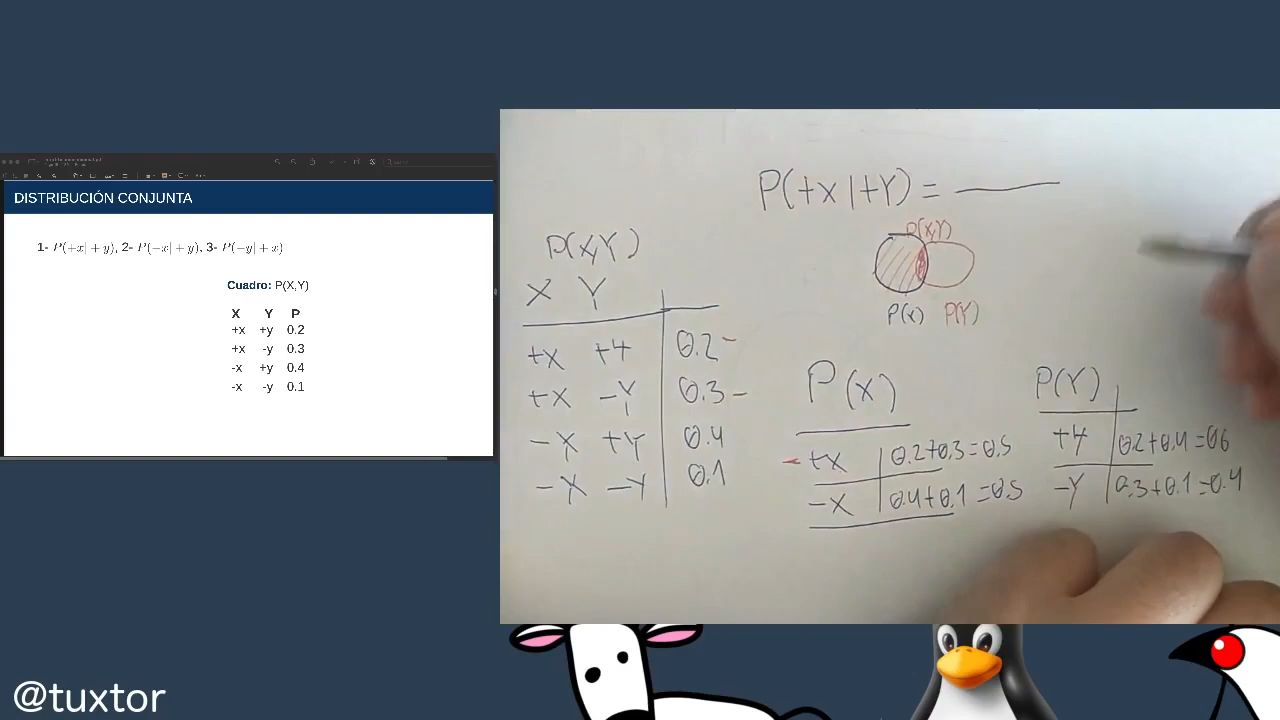 DISTRIBUCIÓN CONJUNTA
1- P(+x|+y), 2- P(−x|+y), 3- P(−y|+x)
Cuadro: P(X,Y)
X Y P
+x +y 0.2
+x -y 0.3
-x +y 0.4
-x -y 0.1
P(+X|+Y) =
P(X,Y)
P(X) P(Y)
P(X,Y)
X Y
+X +Y 0.2 -
+X -Y 0.3 -
-X +Y 0.4
-X -Y 0.1
P(X)
+X 0.2+0.3=0.5
-X 0.4+0.1=0.5
P(Y)
+Y 0.2+0.4=06
-Y 0.3+0.1=0.4
@tuxtor